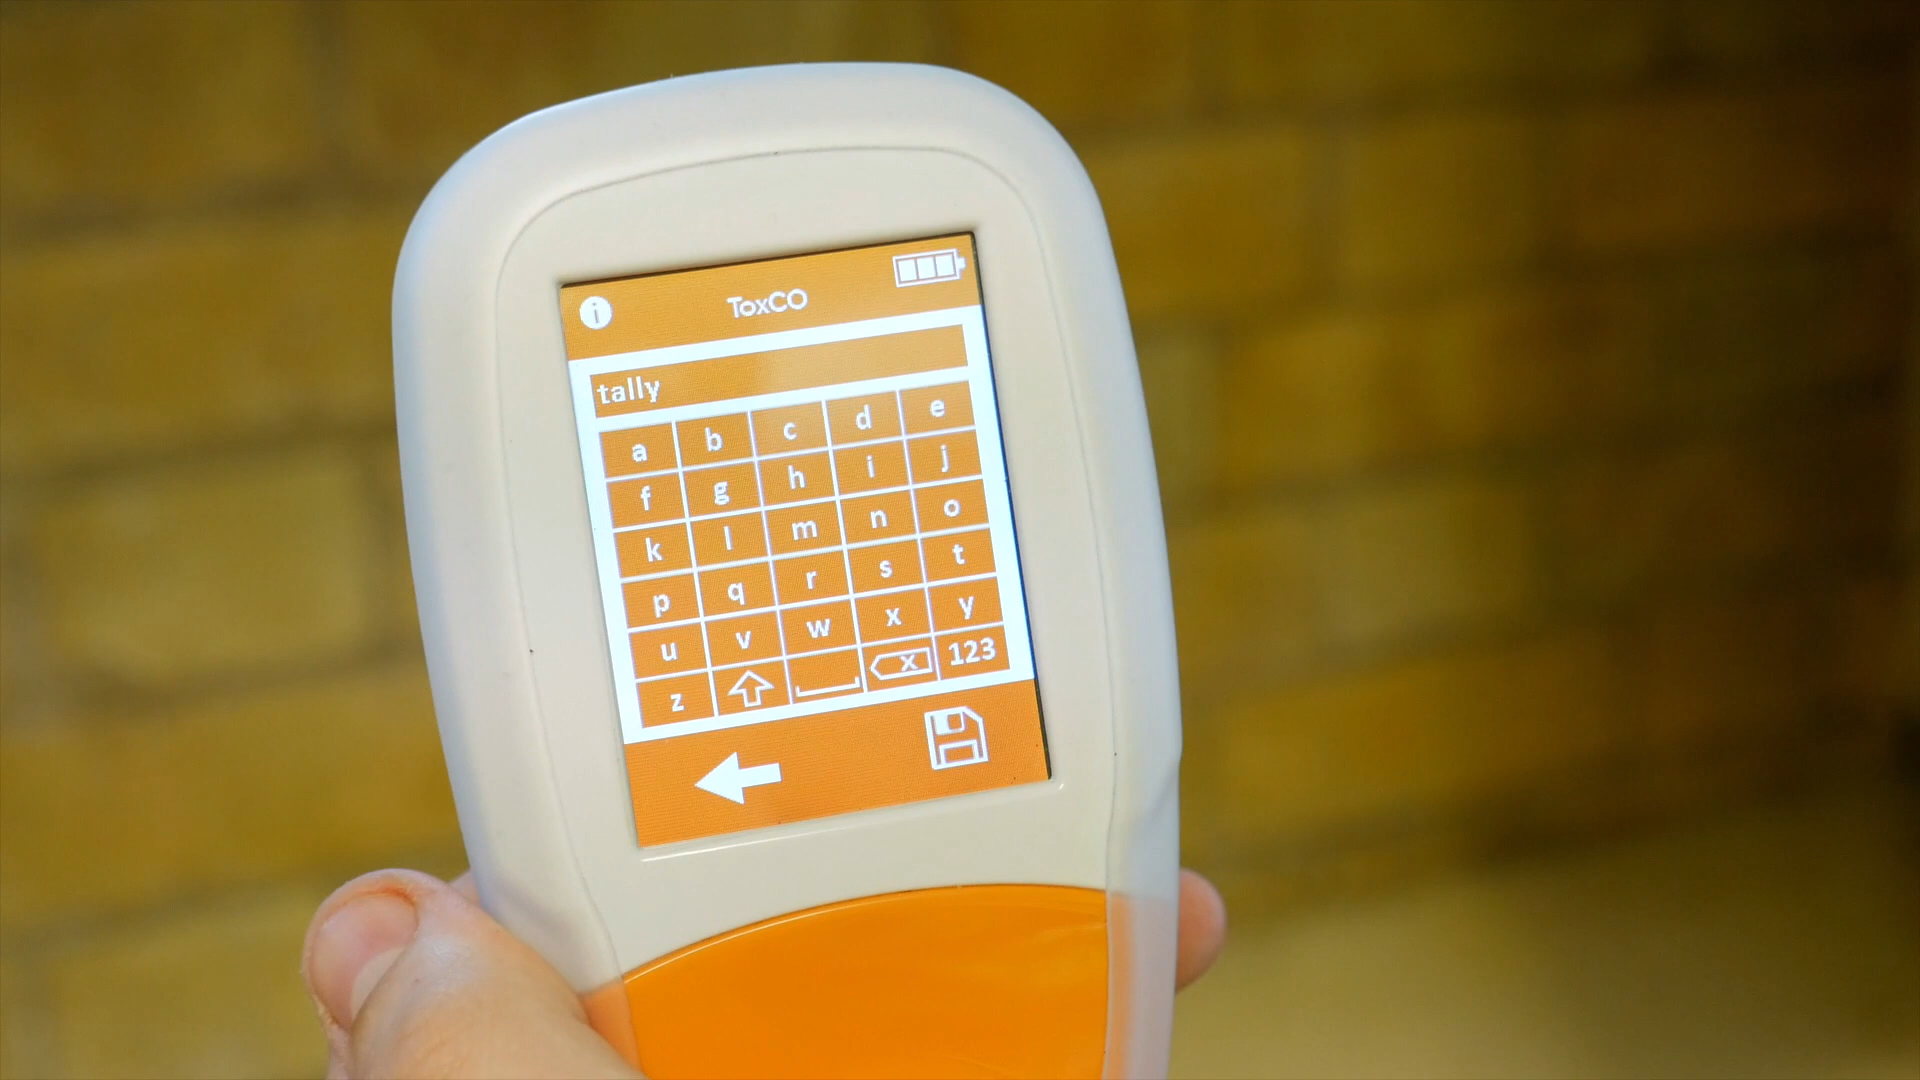 i
ToxCO
tally
a b c d e
f g h i j
k l m n o
p q r s t
u v w x y
z x 123